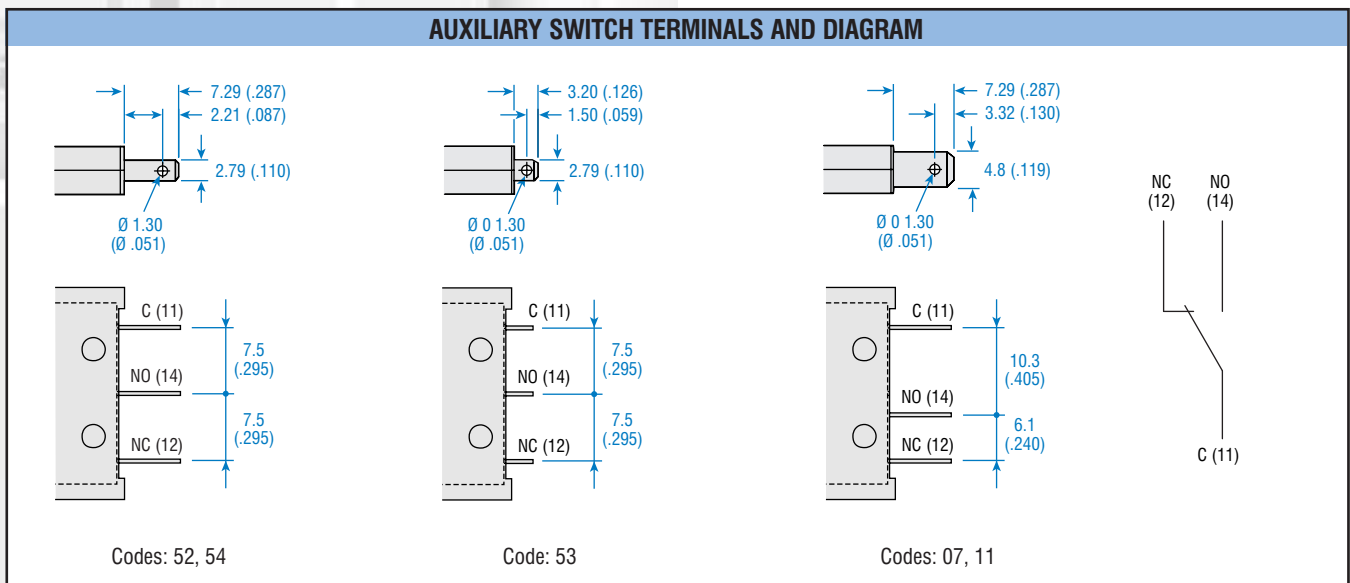 AUXILIARY SWITCH TERMINALS AND DIAGRAM
7.29 (.287)
2.21 (.087)
2.79 (.110)
Ø 1.30
(Ø .051)
C (11)
7.5
(.295)
NO (14)
7.5
(.295)
NC (12)
Codes: 52, 54
3.20 (.126)
1.50 (.059)
2.79 (.110)
Ø 0 1.30
(Ø .051)
C (11)
7.5
(.295)
NO (14)
7.5
(.295)
NC (12)
Code: 53
7.29 (.287)
3.32 (.130)
4.8 (.119)
Ø 0 1.30
(Ø .051)
C (11)
10.3
(.405)
NO (14)
6.1
(.240)
NC (12)
Codes: 07, 11
NC
(12)
NO
(14)
C (11)